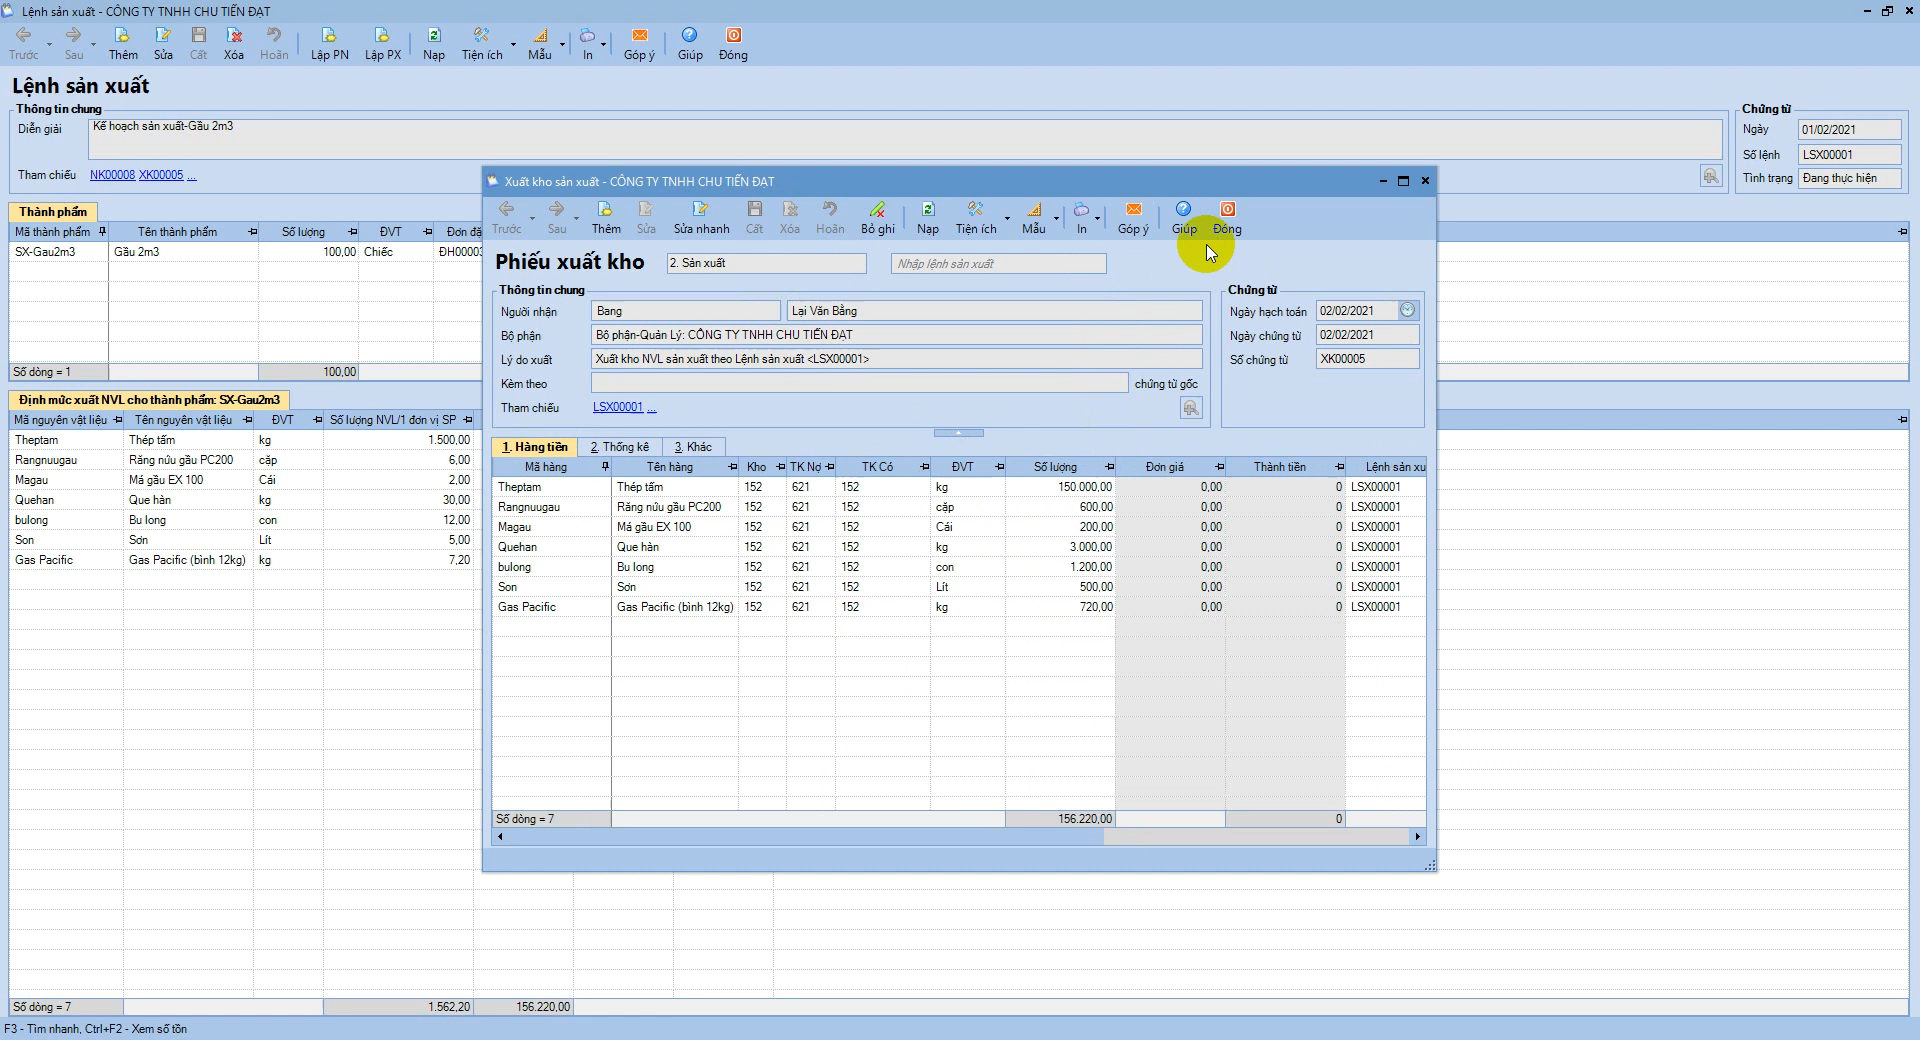 Lệnh sản xuất - CÔNG TY TNHH CHU TIẾN ĐẠT
Trước Sau Thêm Sửa Cất Xóa Hoãn Lập PN Lập PX Nạp Tiện ích Mẫu In Góp ý Giúp Đóng
Lệnh sản xuất
Thông tin chung
Diễn giải Kế hoạch sản xuất-Gầu 2m3
Tham chiếu NK00008 XK00005 ...
Chứng từ
Ngày 01/02/2021
Số lệnh LSX00001
Tình trạng Đang thực hiện
Thành phẩm
Mã thành phẩm Tên thành phẩm Số lượng ĐVT Đơn đặ
SX-Gau2m3 Gầu 2m3 100,00 Chiếc ĐH00003
Số dòng = 1 100,00
Định mức xuất NVL cho thành phẩm: SX-Gau2m3
Mã nguyên vật liệu Tên nguyên vật liệu ĐVT Số lượng NVL/1 đơn vị SP
Theptam Thép tấm kg 1.500,00
Rangnuugau Răng nứu gầu PC200 cặp 6,00
Magau Má gầu EX 100 Cái 2,00
Quehan Que hàn kg 30,00
bulong Bu long con 12,00
Son Sơn Lít 5,00
Gas Pacific Gas Pacific (bình 12kg) kg 7,20
Số dòng = 7 1.562,20 156.220,00
F3 - Tìm nhanh, Ctrl+F2 - Xem số tồn
Xuất kho sản xuất - CÔNG TY TNHH CHU TIẾN ĐẠT
Trước Sau Thêm Sửa Sửa nhanh Cất Xóa Hoãn Bỏ ghi Nạp Tiện ích Mẫu In Góp ý Giúp Đóng
Phiếu xuất kho 2. Sản xuất Nhập lệnh sản xuất
Thông tin chung
Người nhận Bang Lại Văn Bằng
Bộ phận Bộ phận-Quản Lý: CÔNG TY TNHH CHU TIẾN ĐẠT
Lý do xuất Xuất kho NVL sản xuất theo Lệnh sản xuất <LSX00001>
Kèm theo chứng từ gốc
Tham chiếu LSX00001 ...
Chứng từ
Ngày hạch toán 02/02/2021
Ngày chứng từ 02/02/2021
Số chứng từ XK00005
1. Hàng tiền 2. Thống kê 3. Khác
Mã hàng Tên hàng Kho TK Nợ TK Có ĐVT Số lượng Đơn giá Thành tiền Lệnh sản xu
Theptam Thép tấm 152 621 152 kg 150.000,00 0,00 0 LSX00001
Rangnuugau Răng nứu gầu PC200 152 621 152 cặp 600,00 0,00 0 LSX00001
Magau Má gầu EX 100 152 621 152 Cái 200,00 0,00 0 LSX00001
Quehan Que hàn 152 621 152 kg 3.000,00 0,00 0 LSX00001
bulong Bu long 152 621 152 con 1.200,00 0,00 0 LSX00001
Son Sơn 152 621 152 Lít 500,00 0,00 0 LSX00001
Gas Pacific Gas Pacific (bình 12kg) 152 621 152 kg 720,00 0,00 0 LSX00001
Số dòng = 7 156.220,00 0